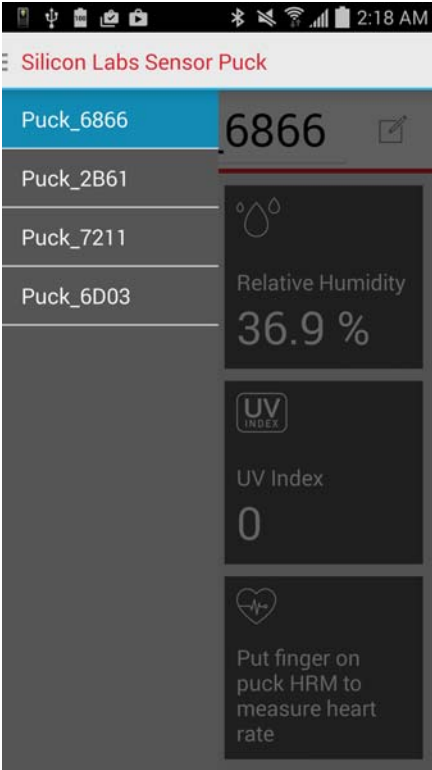 2:18 AM
Silicon Labs Sensor Puck
Puck_6866
_6866
Puck_2B61
Puck_7211
Puck_6D03
Relative Humidity
36.9 %
UV
INDEX
UV Index
0
Put finger on
puck HRM to
measure heart
rate